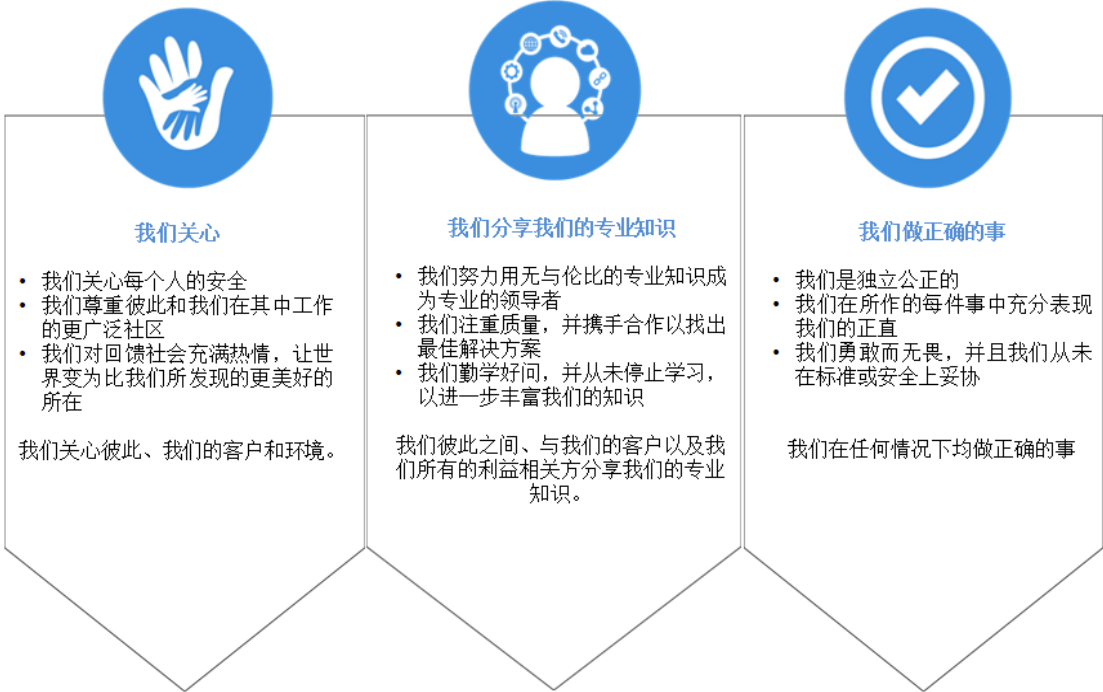 我们关心
• 我们关心每个人的安全
• 我们尊重彼此和我们在其中工作
的更广泛社区
• 我们对回馈社会充满热情，让世
界变为比我们所发现的更美好的
所在
我们关心彼此、我们的客户和环境。
我们分享我们的专业知识
• 我们努力用无与伦比的专业知识成
为专业的领导者
• 我们注重质量，并携手合作以找出
最佳解决方案
• 我们勤学好问，并从未停止学习，
以进一步丰富我们的知识
我们彼此之间、与我们的客户以及我
们所有的利益相关方分享我们的专业
知识。
我们做正确的事
• 我们是独立公正的
• 我们在所作的每件事中充分表现
我们的正直
• 我们勇敢而无畏，并且我们从未
在标准或安全上妥协
我们在任何情况下均做正确的事